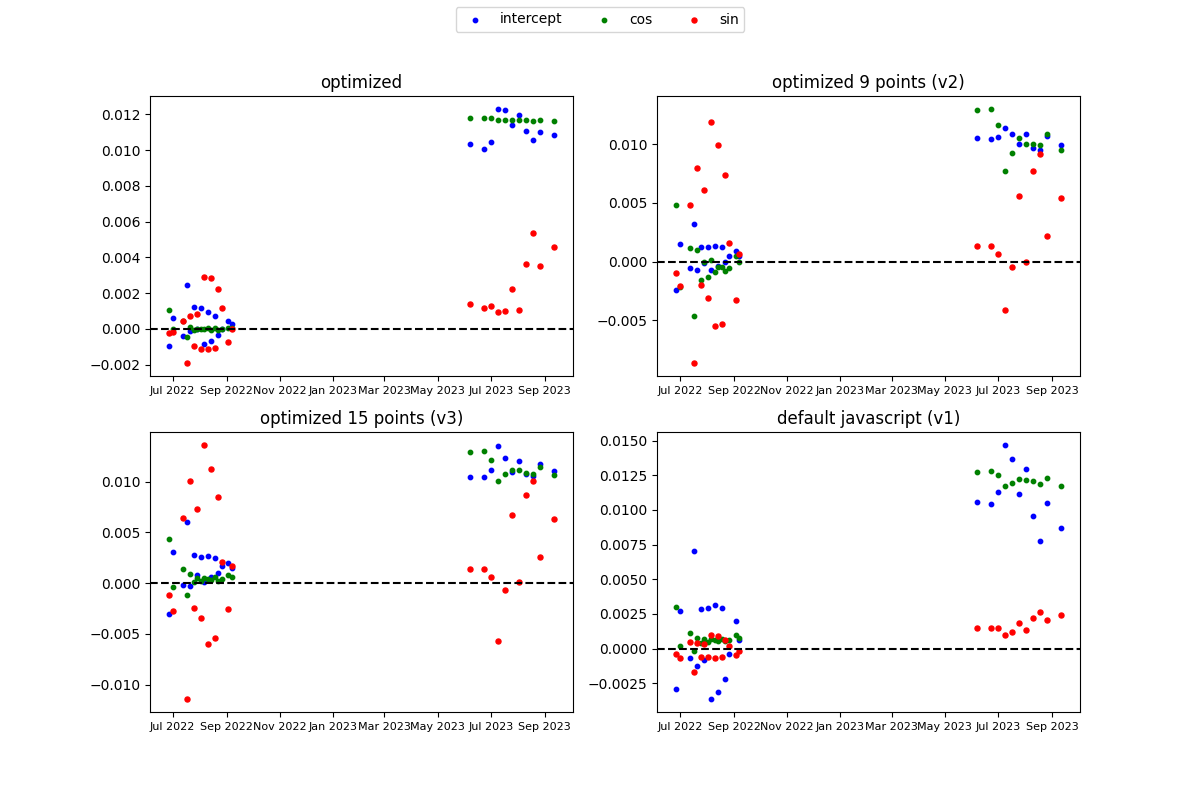 intercept cos sin
optimized
0.012
0.010
0.008
0.006
0.004
0.002
0.000
−0.002
Jul 2022 Sep 2022 Nov 2022 Jan 2023 Mar 2023 May 2023 Jul 2023 Sep 2023
optimized 9 points (v2)
0.010
0.005
0.000
−0.005
Jul 2022 Sep 2022 Nov 2022 Jan 2023 Mar 2023 May 2023 Jul 2023 Sep 2023
optimized 15 points (v3)
0.010
0.005
0.000
−0.005
−0.010
Jul 2022 Sep 2022 Nov 2022 Jan 2023 Mar 2023 May 2023 Jul 2023 Sep 2023
default javascript (v1)
0.0150
0.0125
0.0100
0.0075
0.0050
0.0025
0.0000
−0.0025
Jul 2022 Sep 2022 Nov 2022 Jan 2023 Mar 2023 May 2023 Jul 2023 Sep 2023